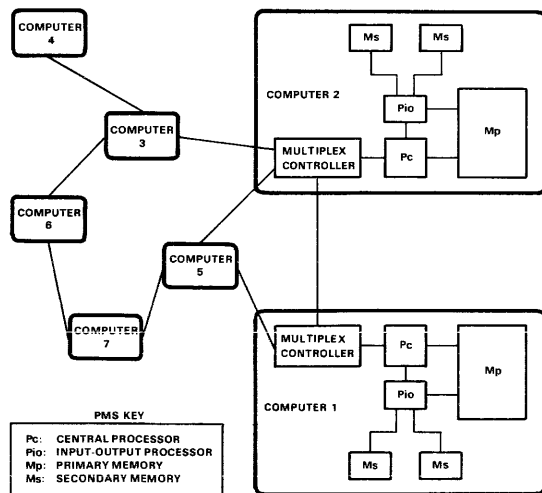 COMPUTER
4
COMPUTER
3
COMPUTER
6
COMPUTER
5
COMPUTER
7
COMPUTER 2
Ms
Ms
Pio
MULTIPLEX
CONTROLLER
Pc
Mp
MULTIPLEX
CONTROLLER
Pc
Mp
Pio
COMPUTER 1
Ms
Ms
PMS KEY
Pc: CENTRAL PROCESSOR
Pio: INPUT-OUTPUT PROCESSOR
Mp: PRIMARY MEMORY
Ms: SECONDARY MEMORY